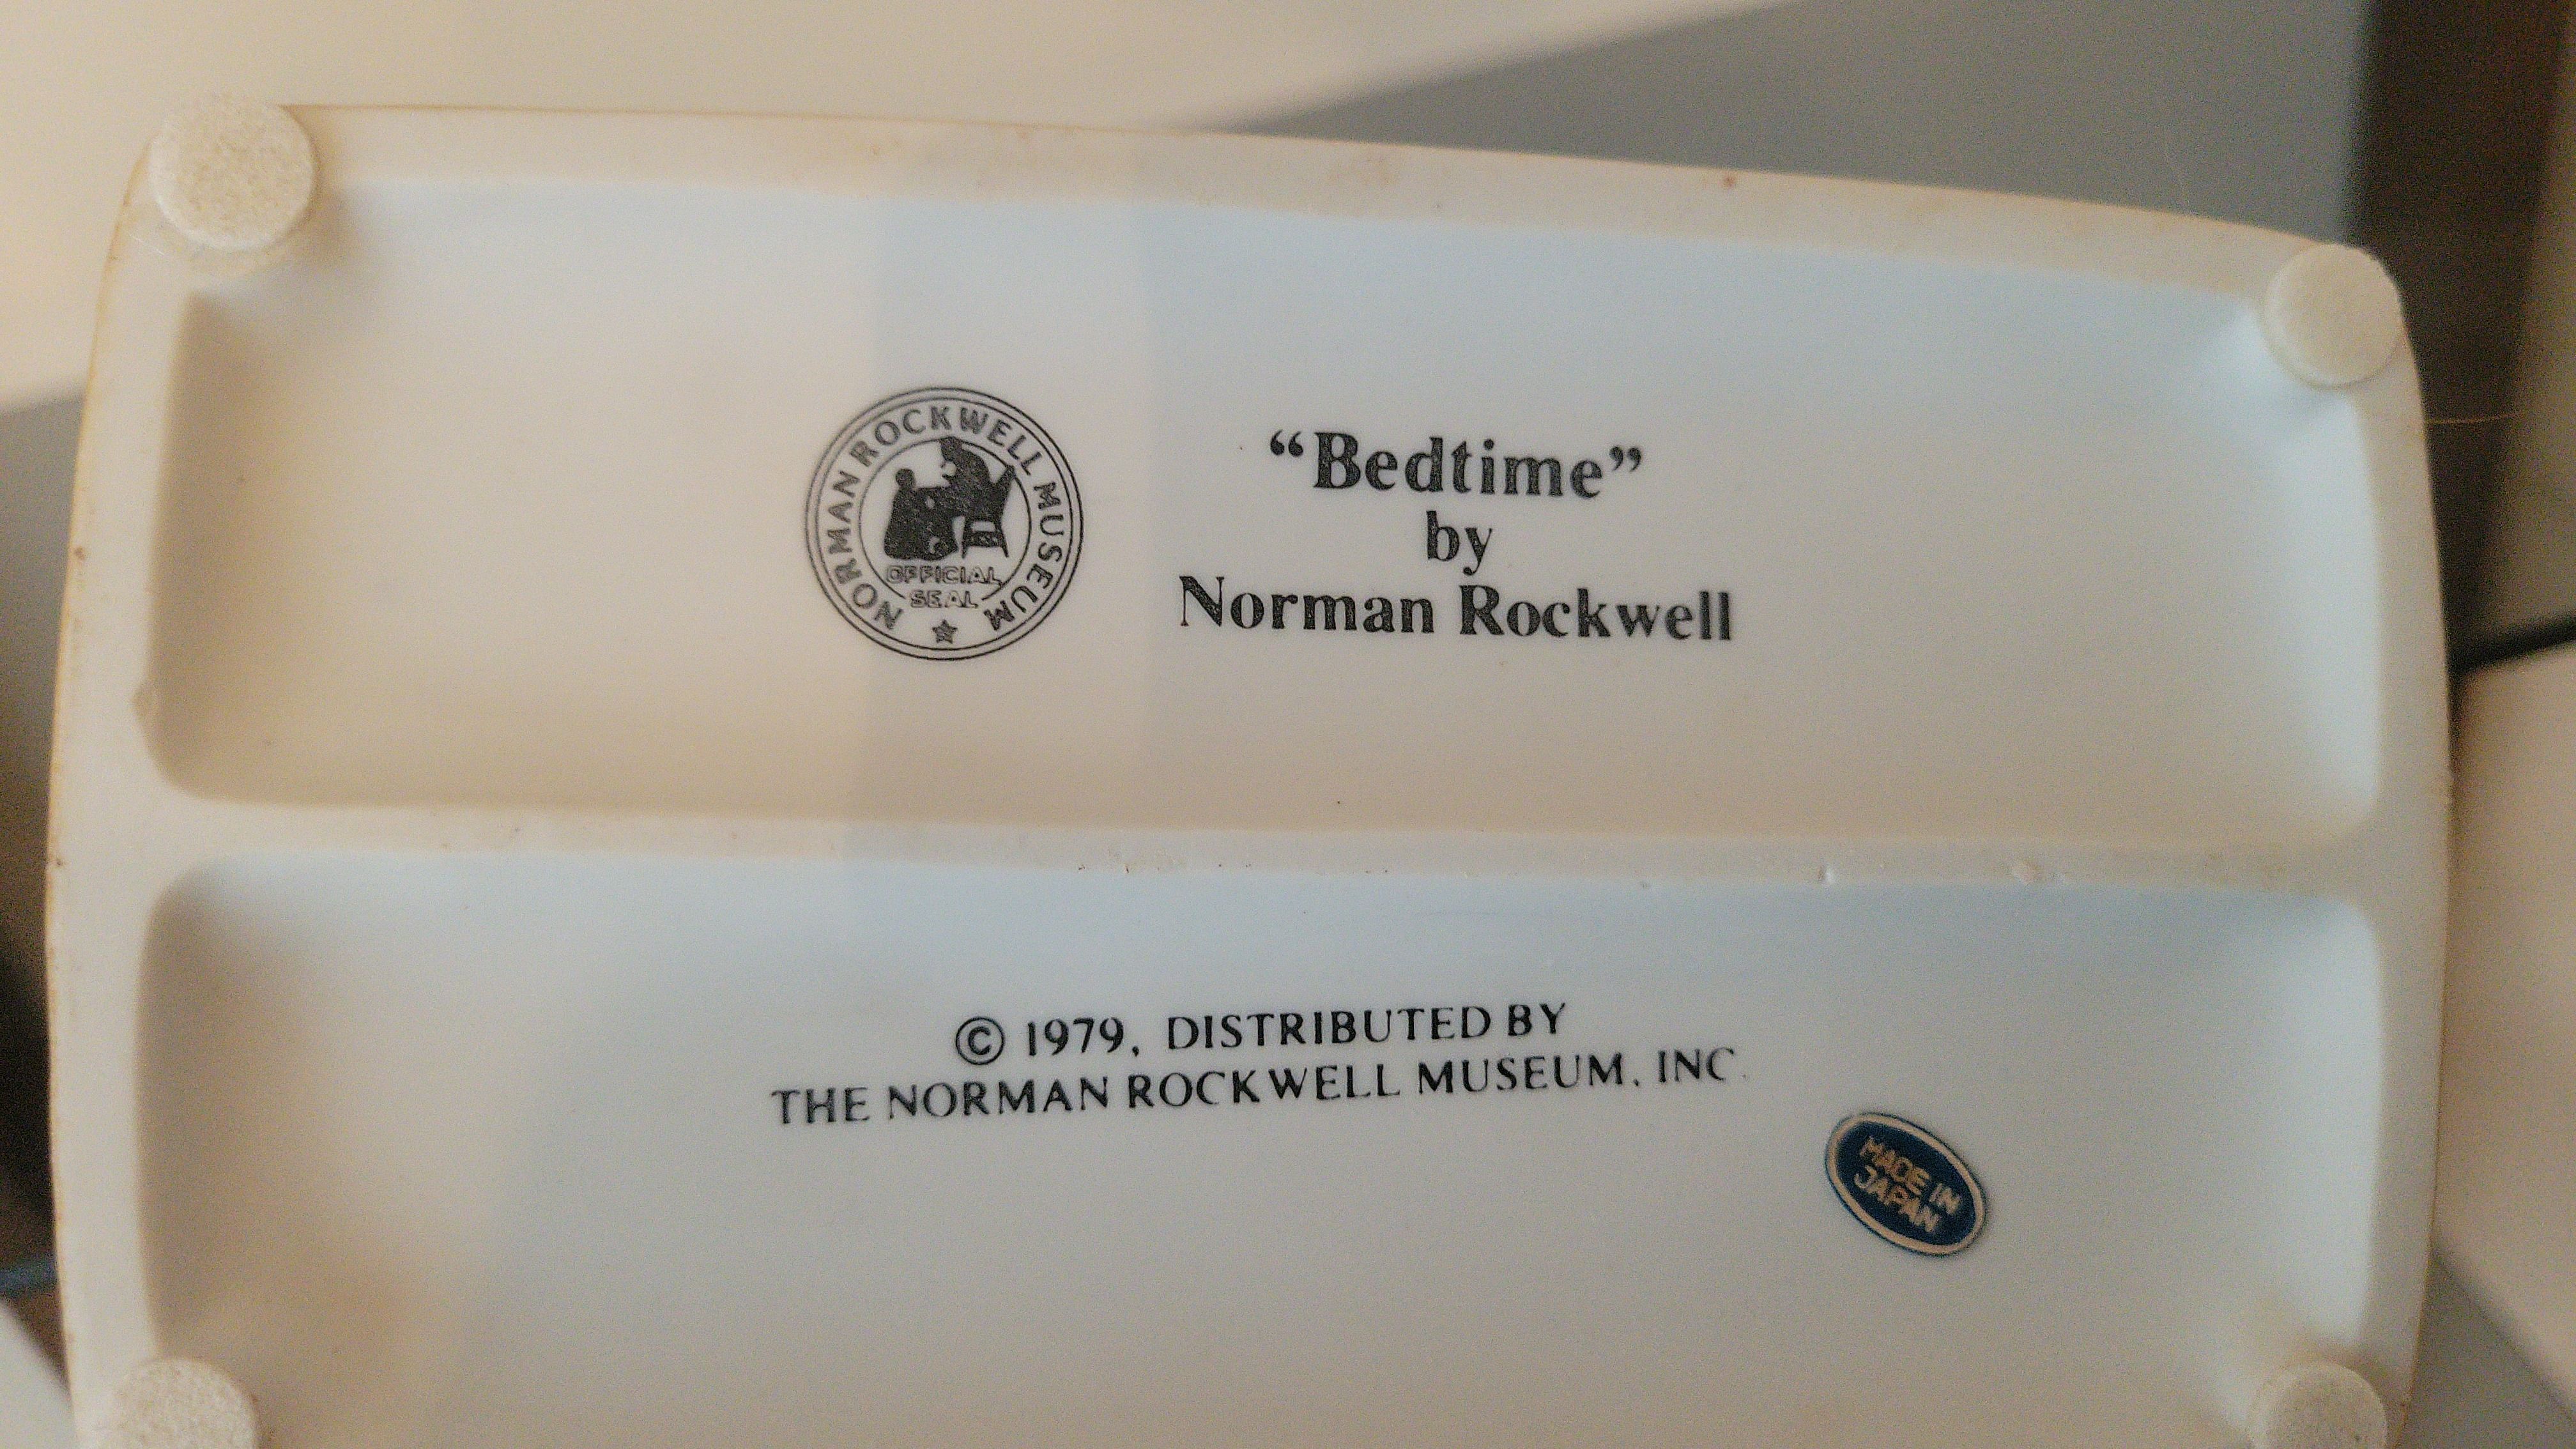 NORMAN ROCKWELL MUSEUM
OFFICIAL
SEAL
“Bedtime”
by
Norman Rockwell
© 1979, DISTRIBUTED BY
THE NORMAN ROCKWELL MUSEUM, INC.
MADE IN
JAPAN